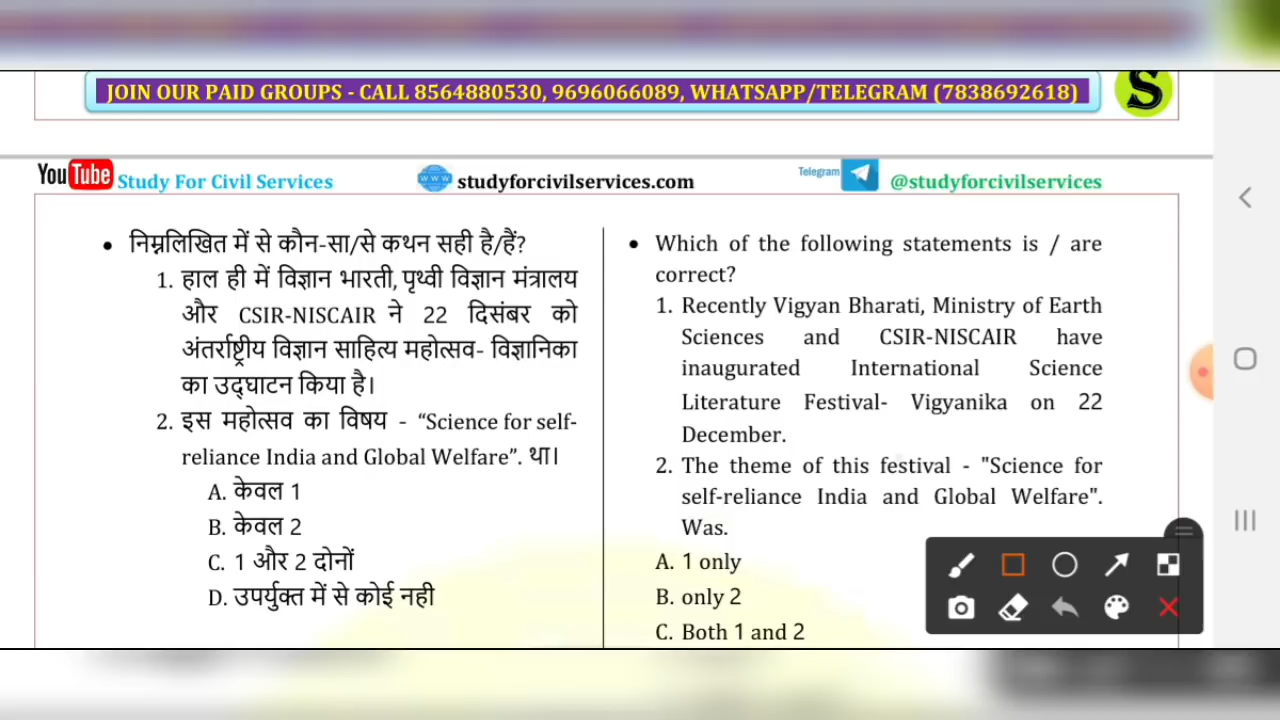 JOIN OUR PAID GROUPS - CALL 8564880530, 9696066089, WHATSAPP/TELEGRAM (7838692618)
S
YouTube Study For Civil Services
www studyforcivilservices.com
Telegram @studyforcivilservices
• निम्नलिखित में से कौन-सा/से कथन सही है/हैं?
1. हाल ही में विज्ञान भारती, पृथ्वी विज्ञान मंत्रालय
और CSIR-NISCAIR ने 22 दिसंबर को
अंतर्राष्ट्रीय विज्ञान साहित्य महोत्सव- विज्ञानिका
का उद्घाटन किया है।
2. इस महोत्सव का विषय - “Science for self-
reliance India and Global Welfare”. था।
A. केवल 1
B. केवल 2
C. 1 और 2 दोनों
D. उपर्युक्त में से कोई नही
• Which of the following statements is / are
correct?
1. Recently Vigyan Bharati, Ministry of Earth
Sciences and CSIR-NISCAIR have
inaugurated International Science
Literature Festival- Vigyanika on 22
December.
2. The theme of this festival - "Science for
self-reliance India and Global Welfare".
Was.
A. 1 only
B. only 2
C. Both 1 and 2